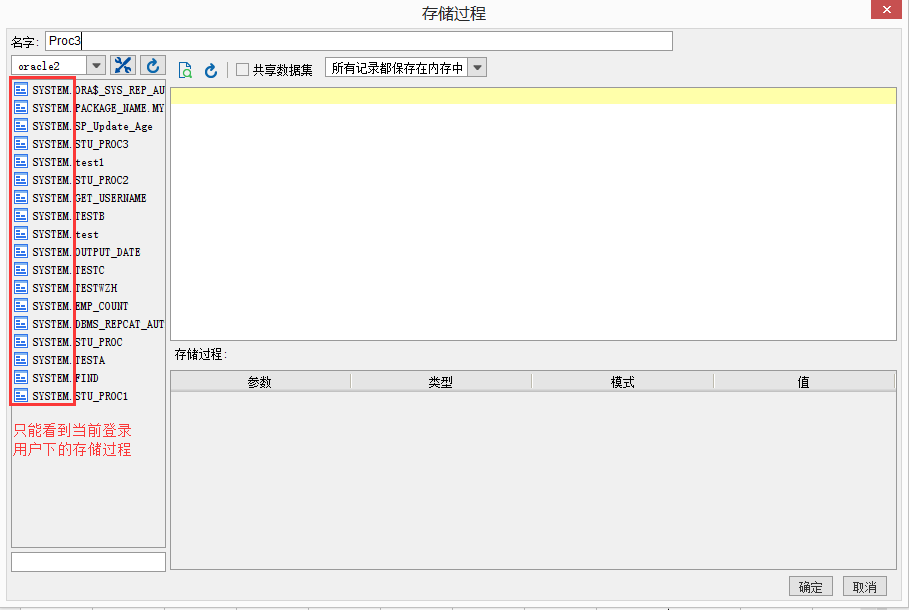 存储过程
名字:
Proc3
oracle2
共享数据集
所有记录都保存在内存中
SYSTEM.ORA$_SYS_REP_AU
SYSTEM.PACKAGE_NAME.MY
SYSTEM.SP_Update_Age
SYSTEM.STU_PROC3
SYSTEM.test1
SYSTEM.STU_PROC2
SYSTEM.GET_USERNAME
SYSTEM.TESTB
SYSTEM.test
SYSTEM.OUTPUT_DATE
SYSTEM.TESTC
SYSTEM.TESTWZH
SYSTEM.EMP_COUNT
SYSTEM.DBMS_REPCAT_AUT
SYSTEM.STU_PROC
SYSTEM.TESTA
SYSTEM.FIND
SYSTEM.STU_PROC1
只能看到当前登录
用户下的存储过程
存储过程:
参数 类型 模式 值
确定 取消